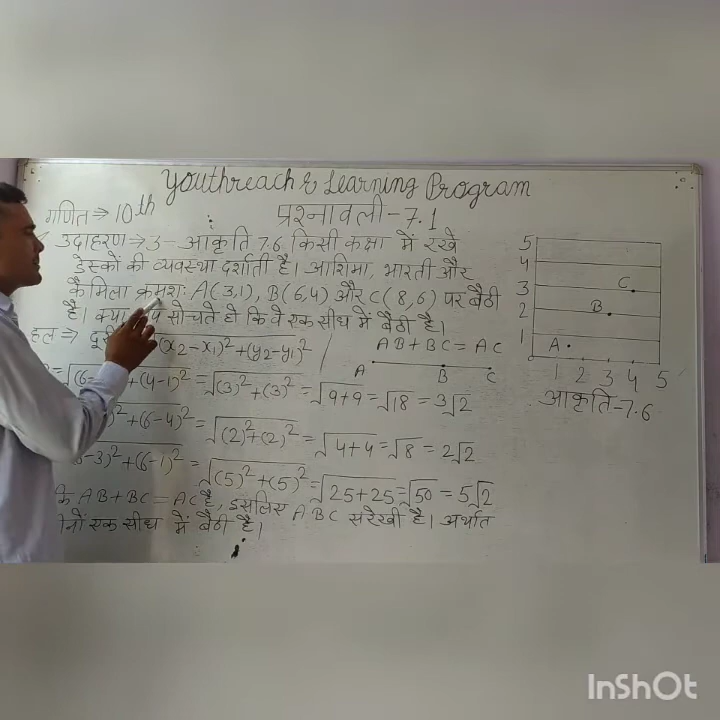 Youthreach & Learning Program
गणित ⇒ 10th
प्रश्नावली - 7.1
उदाहरण ⇒ 3 - आकृति 7.6 किसी कक्षा में रखे
डेस्कों की व्यवस्था दर्शाती है। आशिमा, भारती और
कैमिला क्रमशः A(3,1), B(6,4) और C(8,6) पर बैठी
है। क्या सोचते हो कि वे एक सीध में बैठी है।
हल ⇒ (x₂-x₁)² + (y₂-y₁)²
AB + BC = AC
A B C
= √(6- + (4-1)² = √(3)² + (3)² = √9+9 = √18 = 3√2
)² + (6-4)² = √(2)² + (2)² = √4+4 = √8 = 2√2
-3)² + (6-1)² = √(5)² + (5)² = √25+25 = √50 = 5√2
कि AB + BC = AC है, इसलिए ABC संरेखी है। अर्थात
एक सीध में बैठी है।
5
4
3 C
2 B
1 A
0 1 2 3 4 5
आकृति - 7.6
InShOt